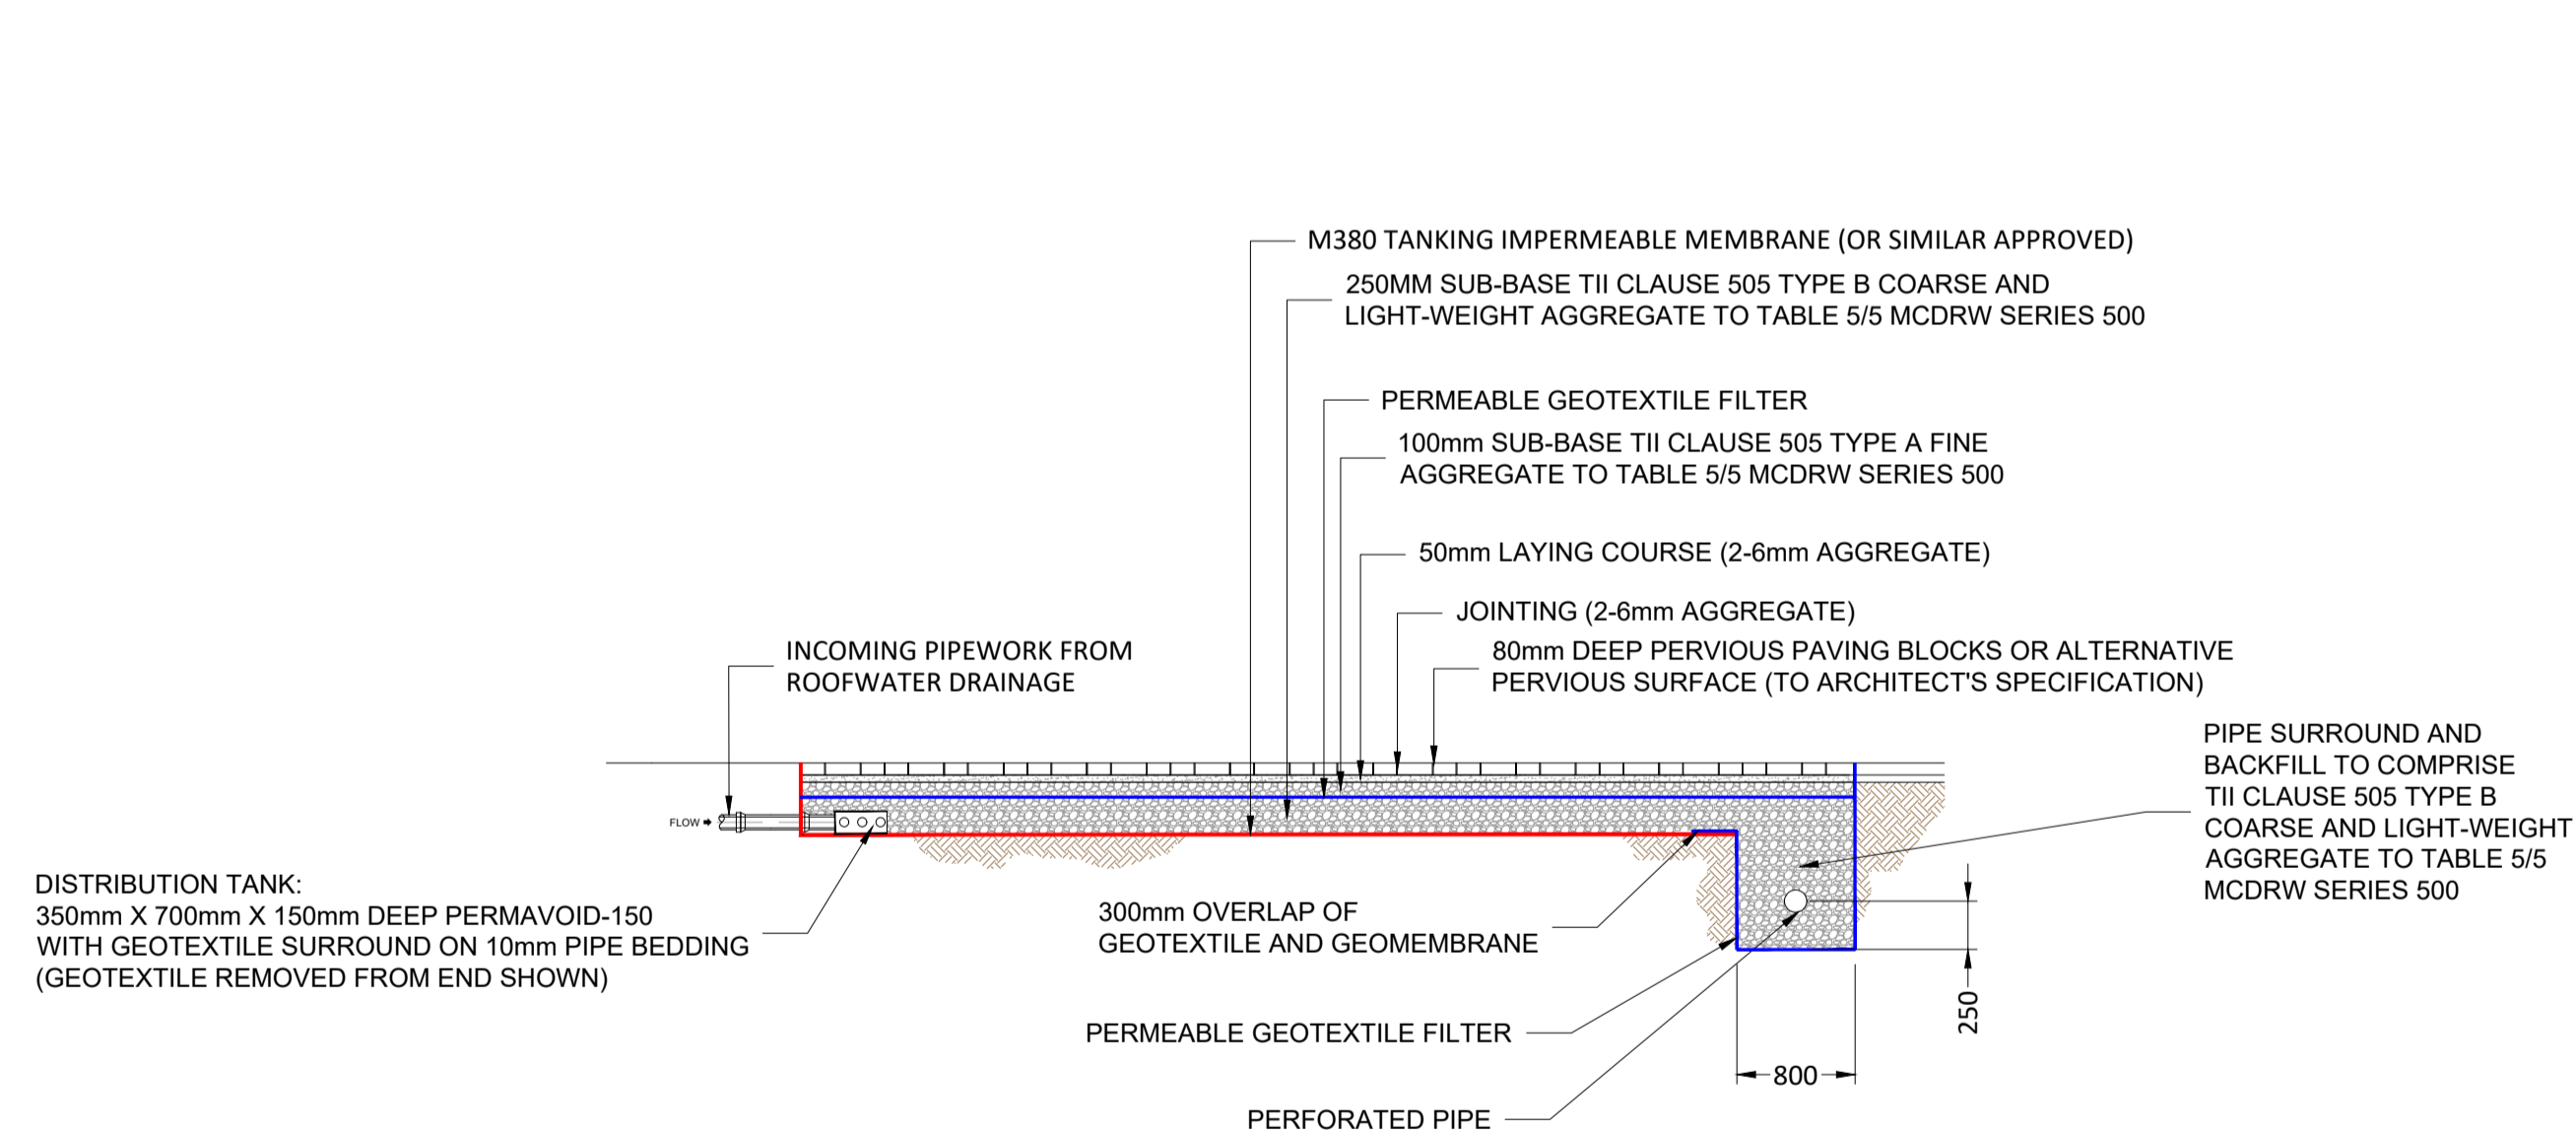 M380 TANKING IMPERMEABLE MEMBRANE (OR SIMILAR APPROVED)
250MM SUB-BASE TII CLAUSE 505 TYPE B COARSE AND
LIGHT-WEIGHT AGGREGATE TO TABLE 5/5 MCDRW SERIES 500
PERMEABLE GEOTEXTILE FILTER
100mm SUB-BASE TII CLAUSE 505 TYPE A FINE
AGGREGATE TO TABLE 5/5 MCDRW SERIES 500
50mm LAYING COURSE (2-6mm AGGREGATE)
JOINTING (2-6mm AGGREGATE)
80mm DEEP PERVIOUS PAVING BLOCKS OR ALTERNATIVE
PERVIOUS SURFACE (TO ARCHITECT'S SPECIFICATION)
INCOMING PIPEWORK FROM
ROOFWATER DRAINAGE
PIPE SURROUND AND
BACKFILL TO COMPRISE
TII CLAUSE 505 TYPE B
COARSE AND LIGHT-WEIGHT
AGGREGATE TO TABLE 5/5
MCDRW SERIES 500
FLOW
DISTRIBUTION TANK:
350mm X 700mm X 150mm DEEP PERMAVOID-150
WITH GEOTEXTILE SURROUND ON 10mm PIPE BEDDING
(GEOTEXTILE REMOVED FROM END SHOWN)
300mm OVERLAP OF
GEOTEXTILE AND GEOMEMBRANE
PERMEABLE GEOTEXTILE FILTER
250
800
PERFORATED PIPE